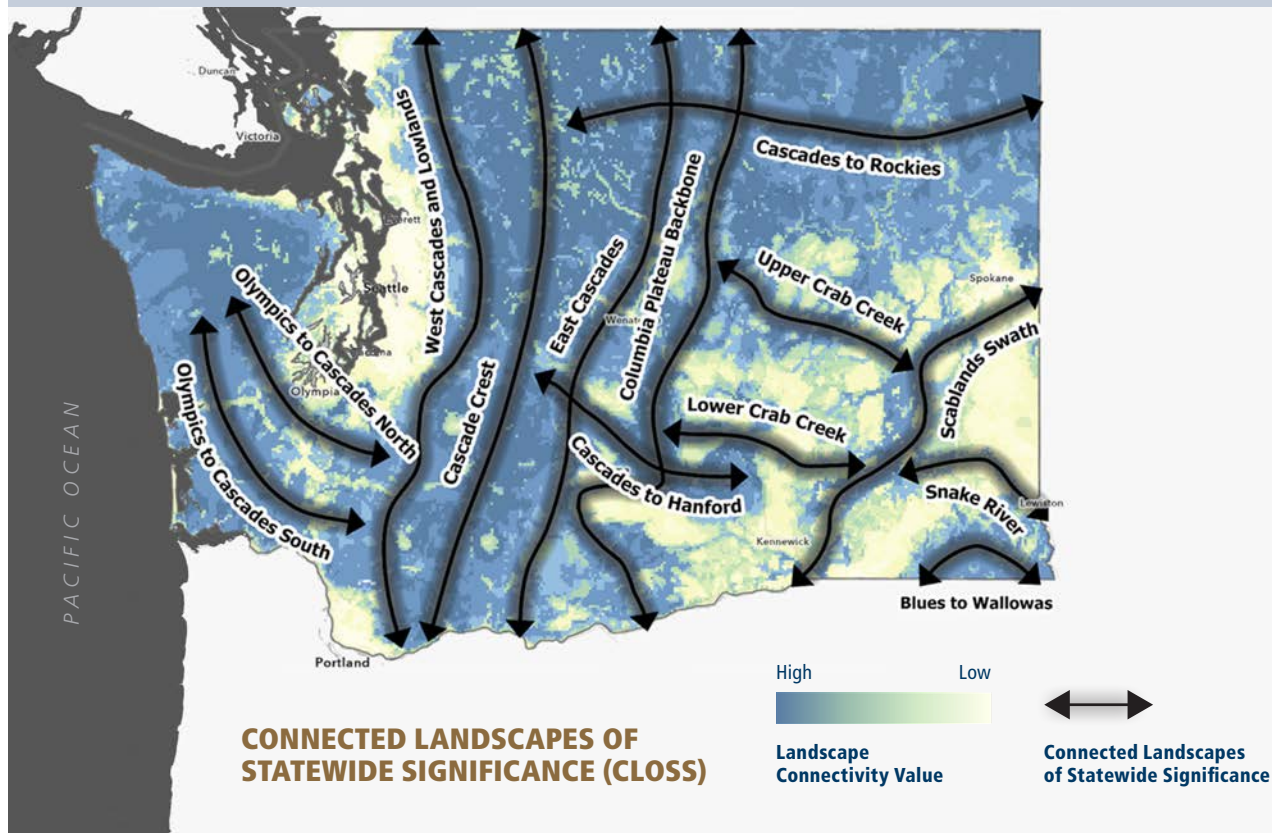 Duncan
Victoria
Everett
Seattle
Tacoma
Olympia
Portland
Spokane
Kennewick
Lewiston
PACIFIC OCEAN
West Cascades and Lowlands
Cascade Crest
East Cascades
Columbia Plateau Backbone
Cascades to Rockies
Upper Crab Creek
Scablands Swath
Lower Crab Creek
Cascades to Hanford
Snake River
Blues to Wallowas
Olympics to Cascades North
Olympics to Cascades South
High
Low
Landscape
Connectivity Value
Connected Landscapes
of Statewide Significance
CONNECTED LANDSCAPES OF
STATEWIDE SIGNIFICANCE (CLOSS)